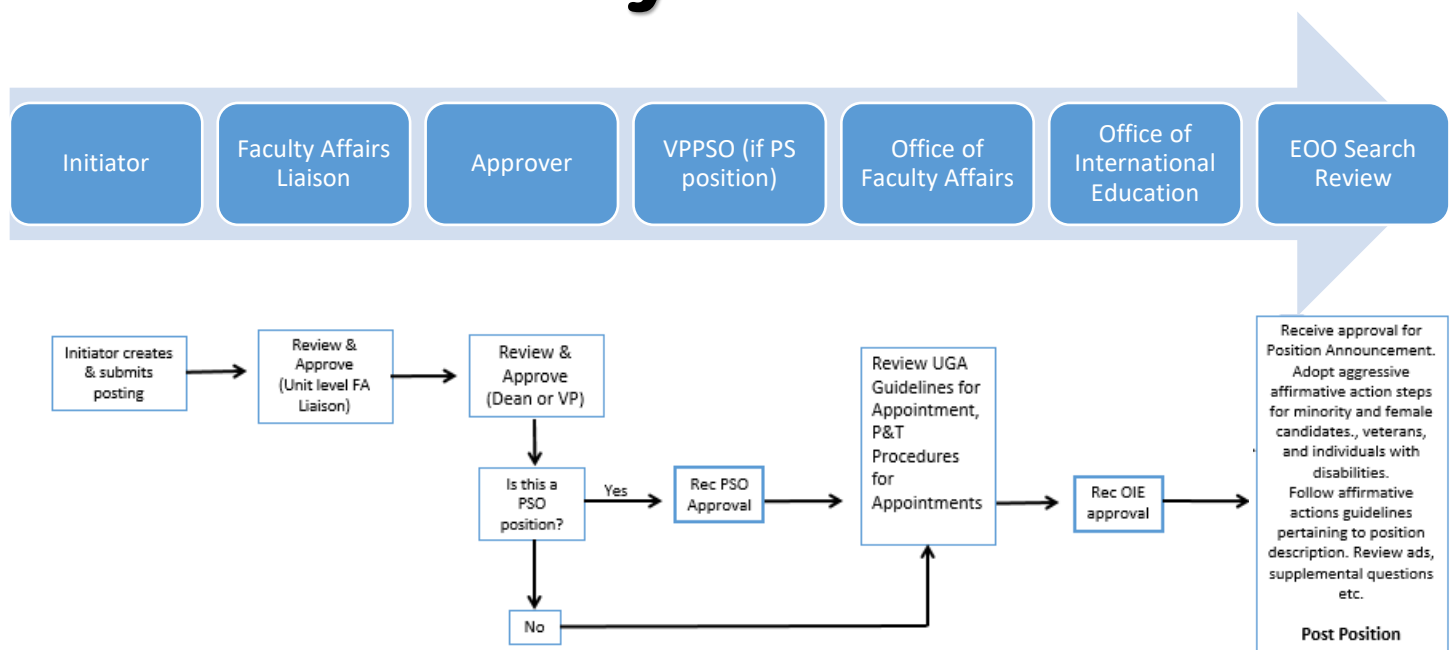 Initiator
Faculty Affairs
Liaison
Approver
VPPSO (if PS
position)
Office of
Faculty Affairs
Office of
International
Education
EOO Search
Review
Initiator creates
& submits
posting
Review &
Approve
(Unit level FA
Liaison)
Review &
Approve
(Dean or VP)
Is this a
PSO
position?
Yes
No
Rec PSO
Approval
Review UGA
Guidelines for
Appointment,
P&T
Procedures
for
Appointments
Rec OIE
approval
Receive approval for
Position Announcement.
Adopt aggressive
affirmative action steps
for minority and female
candidates., veterans,
and individuals with
disabilities.
Follow affirmative
actions guidelines
pertaining to position
description. Review ads,
supplemental questions
etc.
Post Position